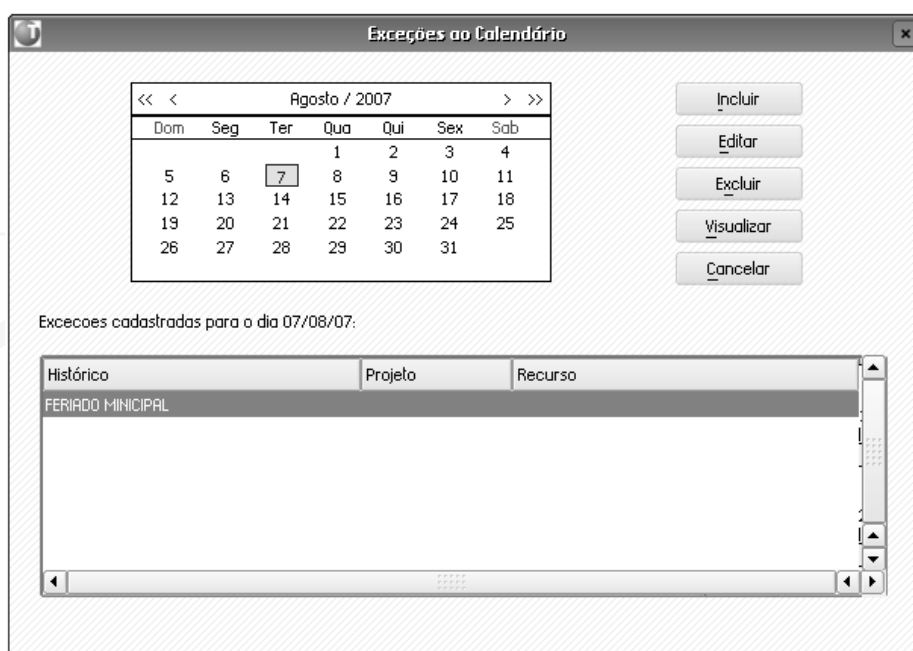 Exceções ao Calendário
<< < Agosto / 2007 > >>
Dom Seg Ter Qua Qui Sex Sab
1 2 3 4
5 6 7 8 9 10 11
12 13 14 15 16 17 18
19 20 21 22 23 24 25
26 27 28 29 30 31
Incluir
Editar
Excluir
Visualizar
Cancelar
Excecoes cadastradas para o dia 07/08/07:
Histórico Projeto Recurso
FERIADO MINICIPAL